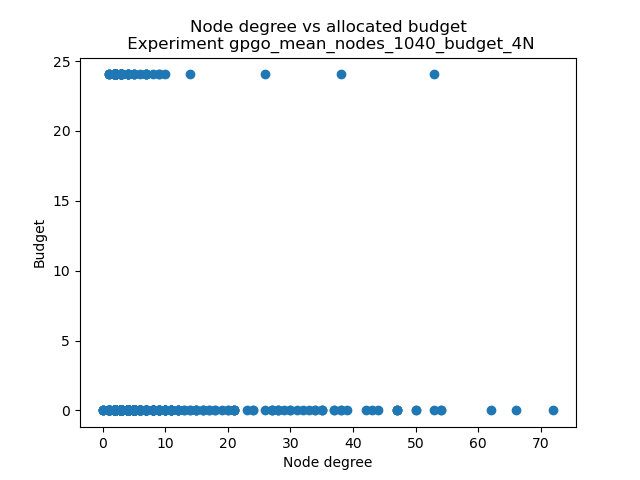 Node degree vs allocated budget
Experiment gpgo_mean_nodes_1040_budget_4N
25
20
15
10
5
0
Budget
0 10 20 30 40 50 60 70
Node degree